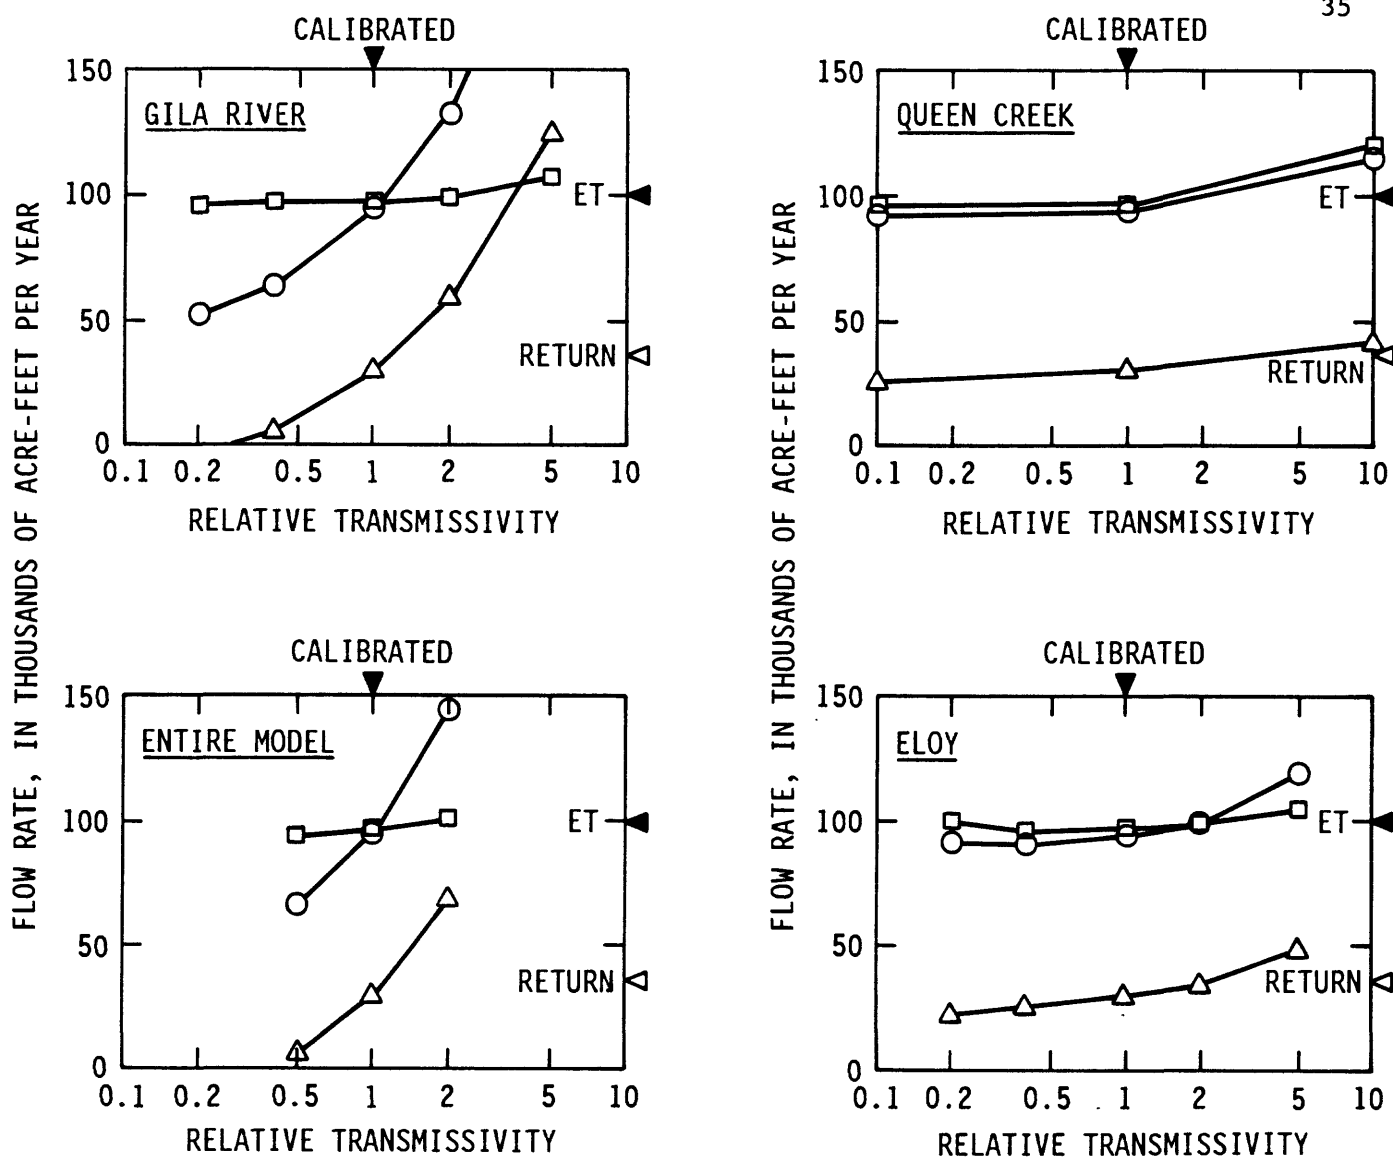 35
CALIBRATED
150
GILA RIVER
100
ET
50
RETURN
0
0.1 0.2 0.5 1 2 5 10
RELATIVE TRANSMISSIVITY
FLOW RATE, IN THOUSANDS OF ACRE-FEET PER YEAR
CALIBRATED
150
QUEEN CREEK
100
ET
50
RETURN
0
0.1 0.2 0.5 1 2 5 10
RELATIVE TRANSMISSIVITY
FLOW RATE, IN THOUSANDS OF ACRE-FEET PER YEAR
CALIBRATED
150
ENTIRE MODEL
100
ET
50
RETURN
0
0.1 0.2 0.5 1 2 5 10
RELATIVE TRANSMISSIVITY
CALIBRATED
150
ELOY
100
ET
50
RETURN
0
0.1 0.2 0.5 1 2 5 10
RELATIVE TRANSMISSIVITY